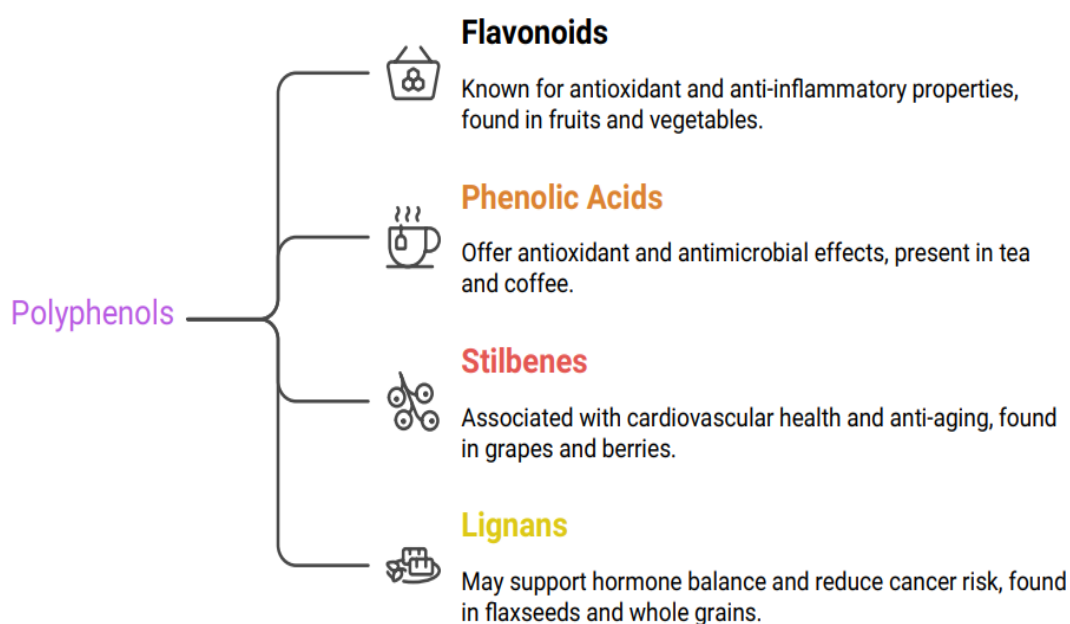 Flavonoids
Known for antioxidant and anti-inflammatory properties,
found in fruits and vegetables.
Phenolic Acids
Offer antioxidant and antimicrobial effects, present in tea
and coffee.
Polyphenols
Stilbenes
Associated with cardiovascular health and anti-aging, found
in grapes and berries.
Lignans
May support hormone balance and reduce cancer risk, found
in flaxseeds and whole grains.